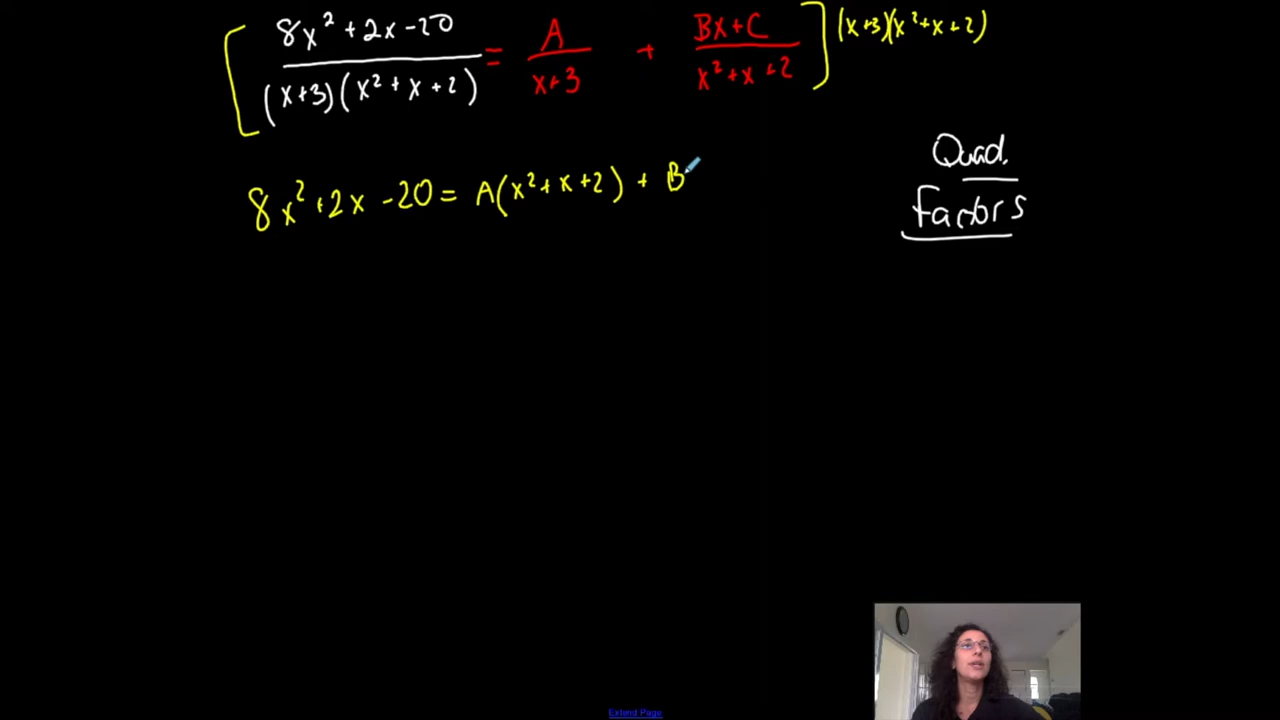 [ 8x² + 2x - 20 / (x+3)(x² + x + 2) = A / x+3 + Bx+C / x² + x + 2 ] (x+3)(x² + x + 2)
Quad.
8x² + 2x - 20 = A(x² + x + 2) + B
Factors
Extend Page